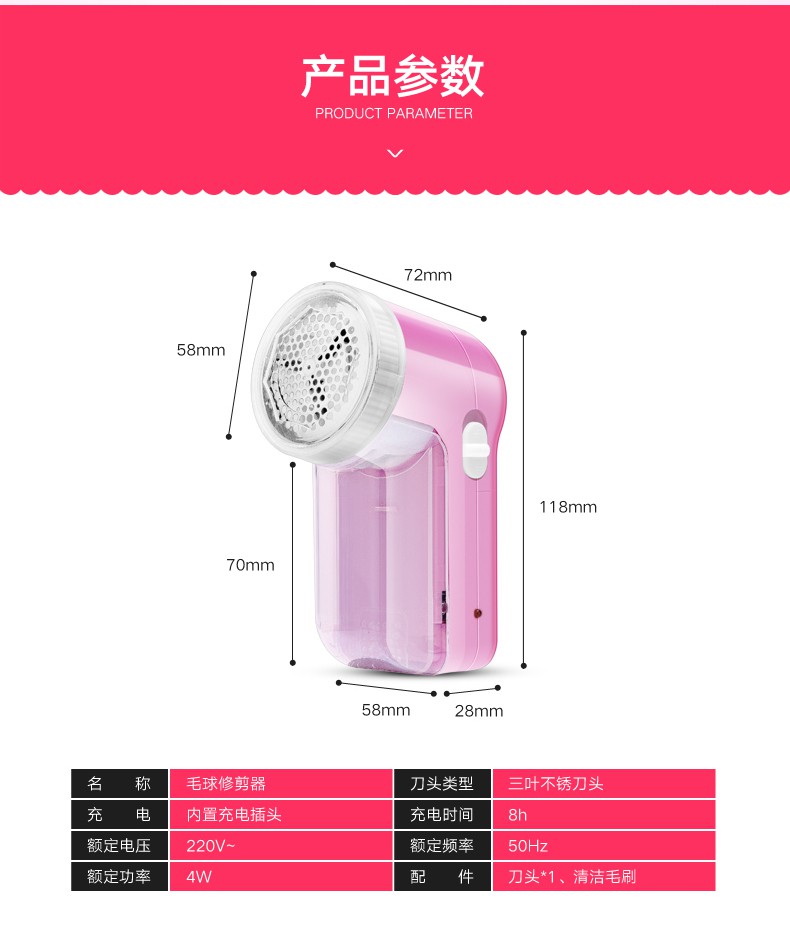 产品参数
PRODUCT PARAMETER
72mm
58mm
118mm
70mm
58mm
28mm
名 称 毛球修剪器 刀头类型 三叶不锈刀头
充 电 内置充电插头 充电时间 8h
额定电压 220V~ 额定频率 50Hz
额定功率 4W 配 件 刀头*1、清洁毛刷